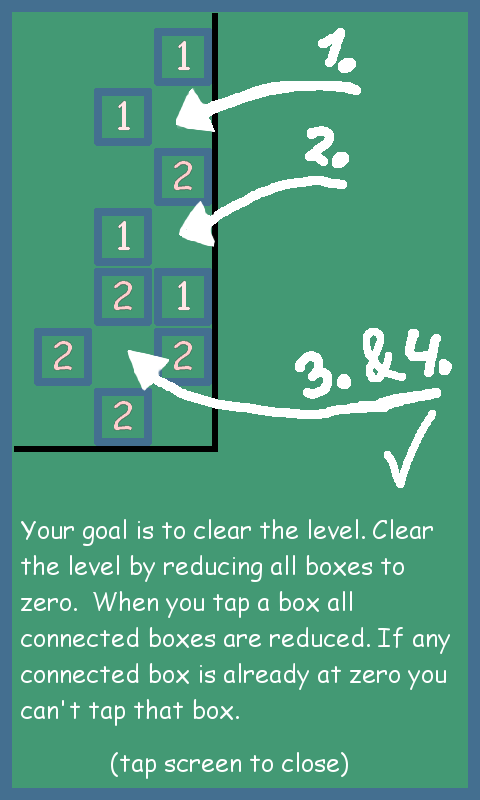 1
1.
1
2.
2
1
2 1
2 2
3. & 4.
2
Your goal is to clear the level. Clear
the level by reducing all boxes to
zero.  When you tap a box all
connected boxes are reduced. If any
connected box is already at zero you
can't tap that box.
(tap screen to close)